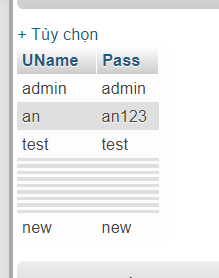 + Tùy chọn
UName Pass
admin admin
an an123
test test
new new